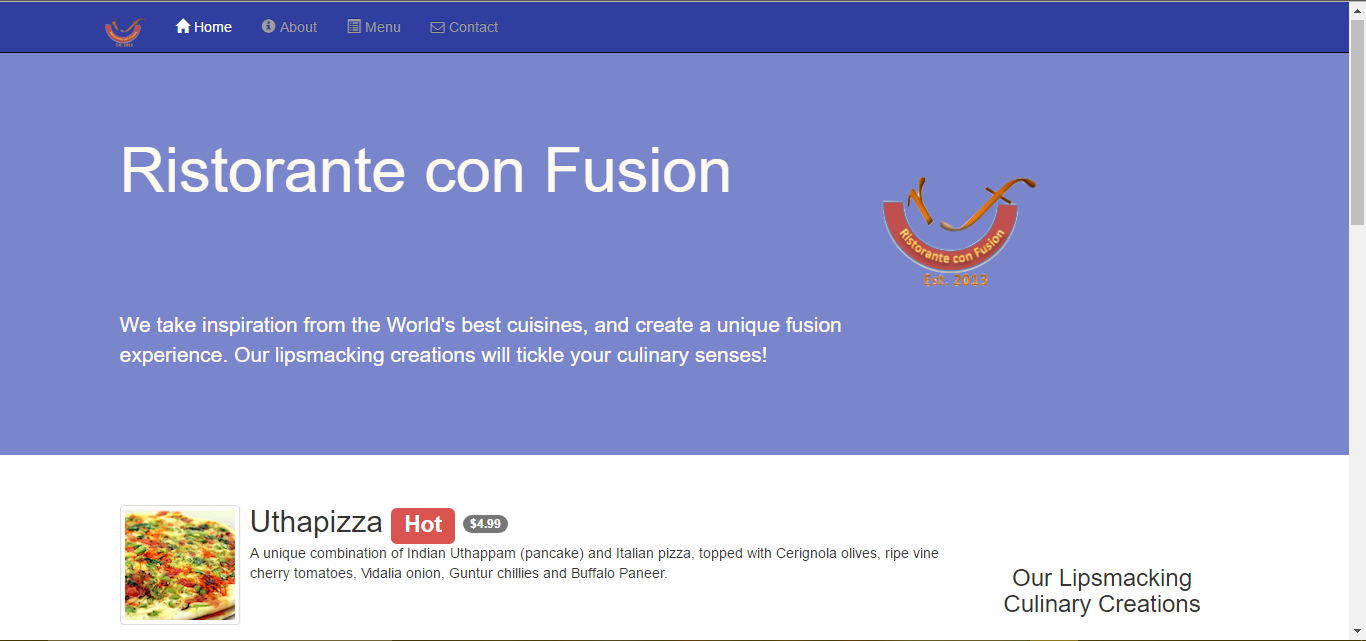 Home About Menu Contact
Ristorante con Fusion
Ristorante con Fusion
Est. 2013
We take inspiration from the World's best cuisines, and create a unique fusion
experience. Our lipsmacking creations will tickle your culinary senses!
Uthapizza Hot $4.99
A unique combination of Indian Uthappam (pancake) and Italian pizza, topped with Cerignola olives, ripe vine
cherry tomatoes, Vidalia onion, Guntur chillies and Buffalo Paneer.
Our Lipsmacking
Culinary Creations